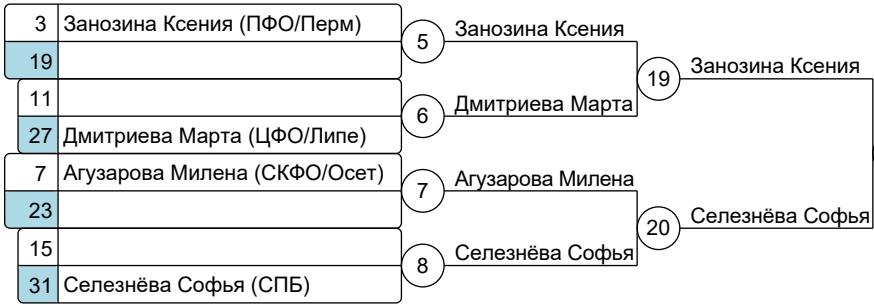 3 Занозина Ксения (ПФО/Перм)
19
11
27 Дмитриева Марта (ЦФО/Липе)
7 Агузарова Милена (СКФО/Осет)
23
15
31 Селезнёва Софья (СПБ)
5 Занозина Ксения
6 Дмитриева Марта
7 Агузарова Милена
8 Селезнёва Софья
19 Занозина Ксения
20 Селезнёва Софья